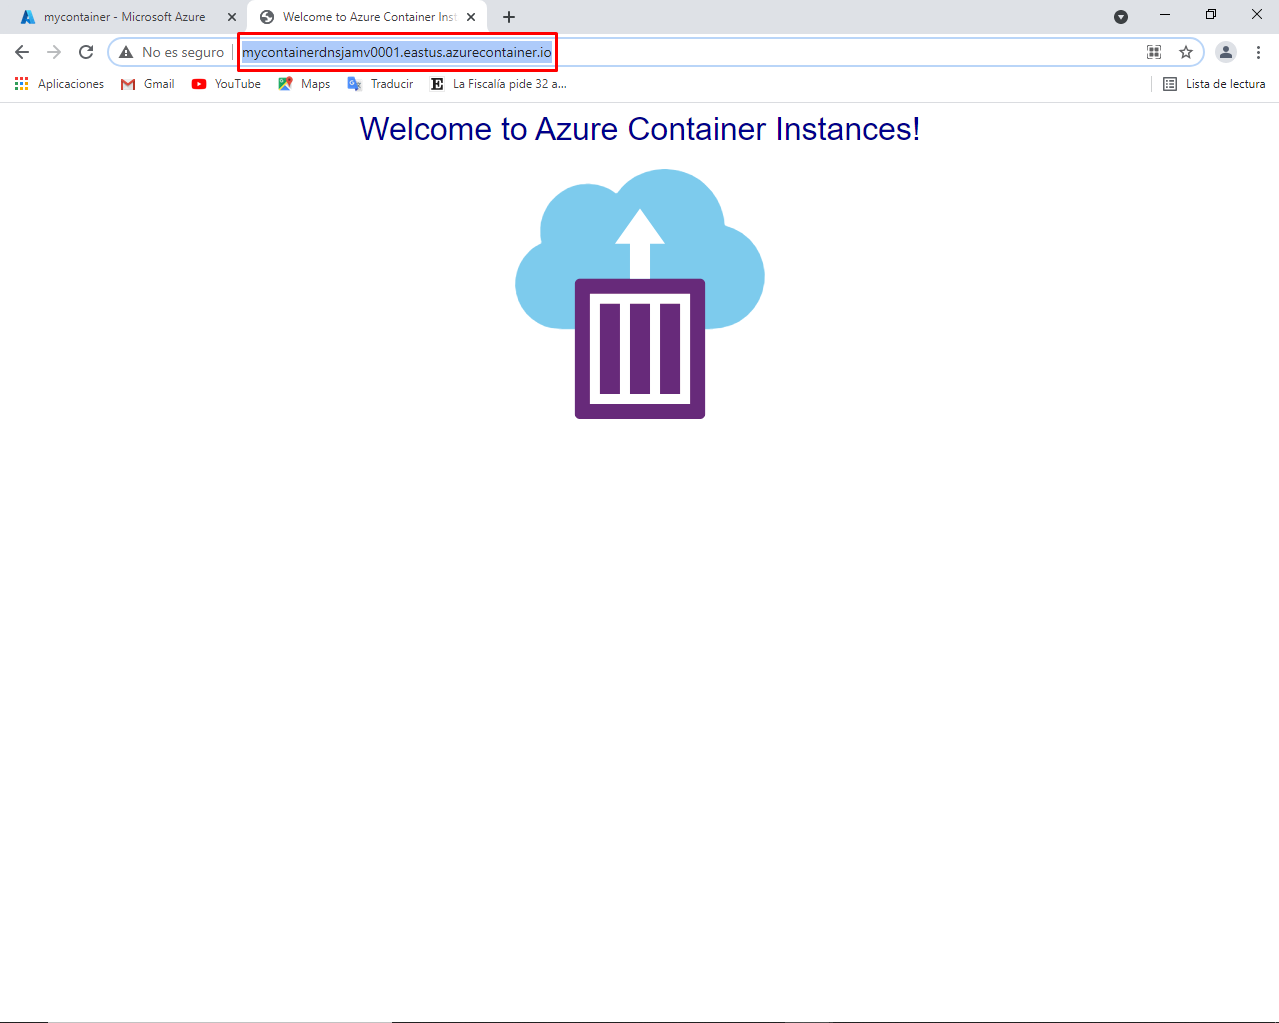 mycontainer - Microsoft Azure
Welcome to Azure Container Inst
No es seguro
mycontainerdnsjamv0001.eastus.azurecontainer.io
Aplicaciones
Gmail
YouTube
Maps
Traducir
E La Fiscalía pide 32 a...
Lista de lectura
Welcome to Azure Container Instances!